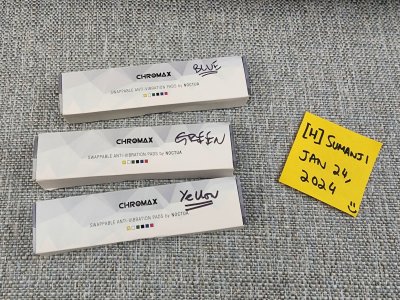 CHROMAX
BLUE
SWAPPABLE ANTI-VIBRATION PADS by NOCTUA
CHROMAX
GREEN
SWAPPABLE ANTI-VIBRATION PADS by NOCTUA
CHROMAX
Yellow
SWAPPABLE ANTI-VIBRATION PADS by NOCTUA
[H] SUMANJI
JAN 24,
2024